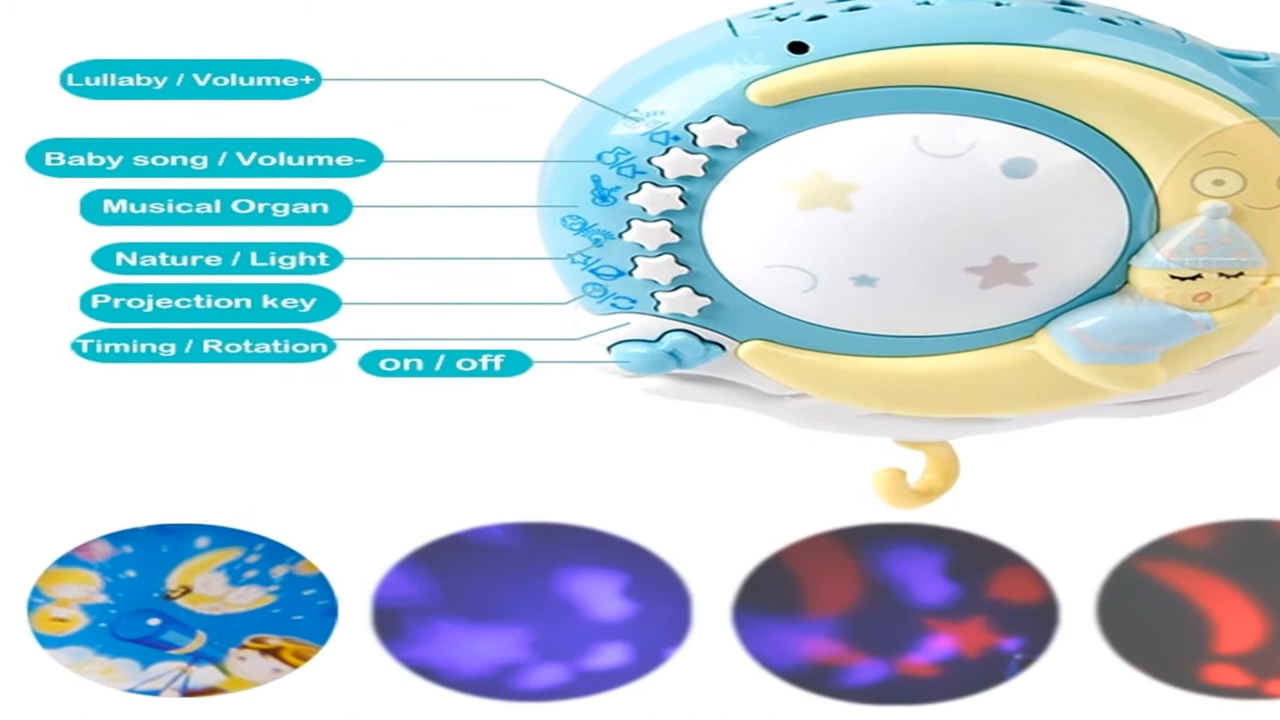 Lullaby / Volume+
Baby song / Volume-
Musical Organ
Nature / Light
Projection key
Timing / Rotation
on / off